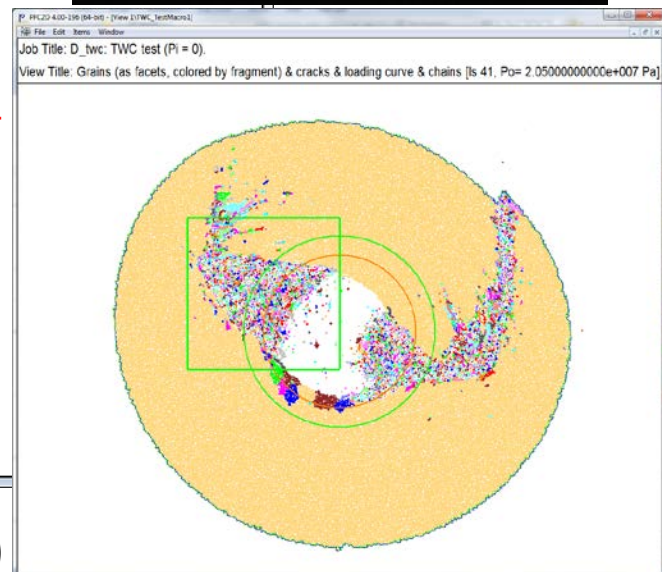 PFC2D 4.00-196 (64-bit) - [View 1\TWC_TestMacro1]
File Edit Items Window
Job Title: D_twc: TWC test (Pi = 0).
View Title: Grains (as facets, colored by fragment) & cracks & loading curve & chains [ls 41, Po= 2.05000000000e+007 Pa]